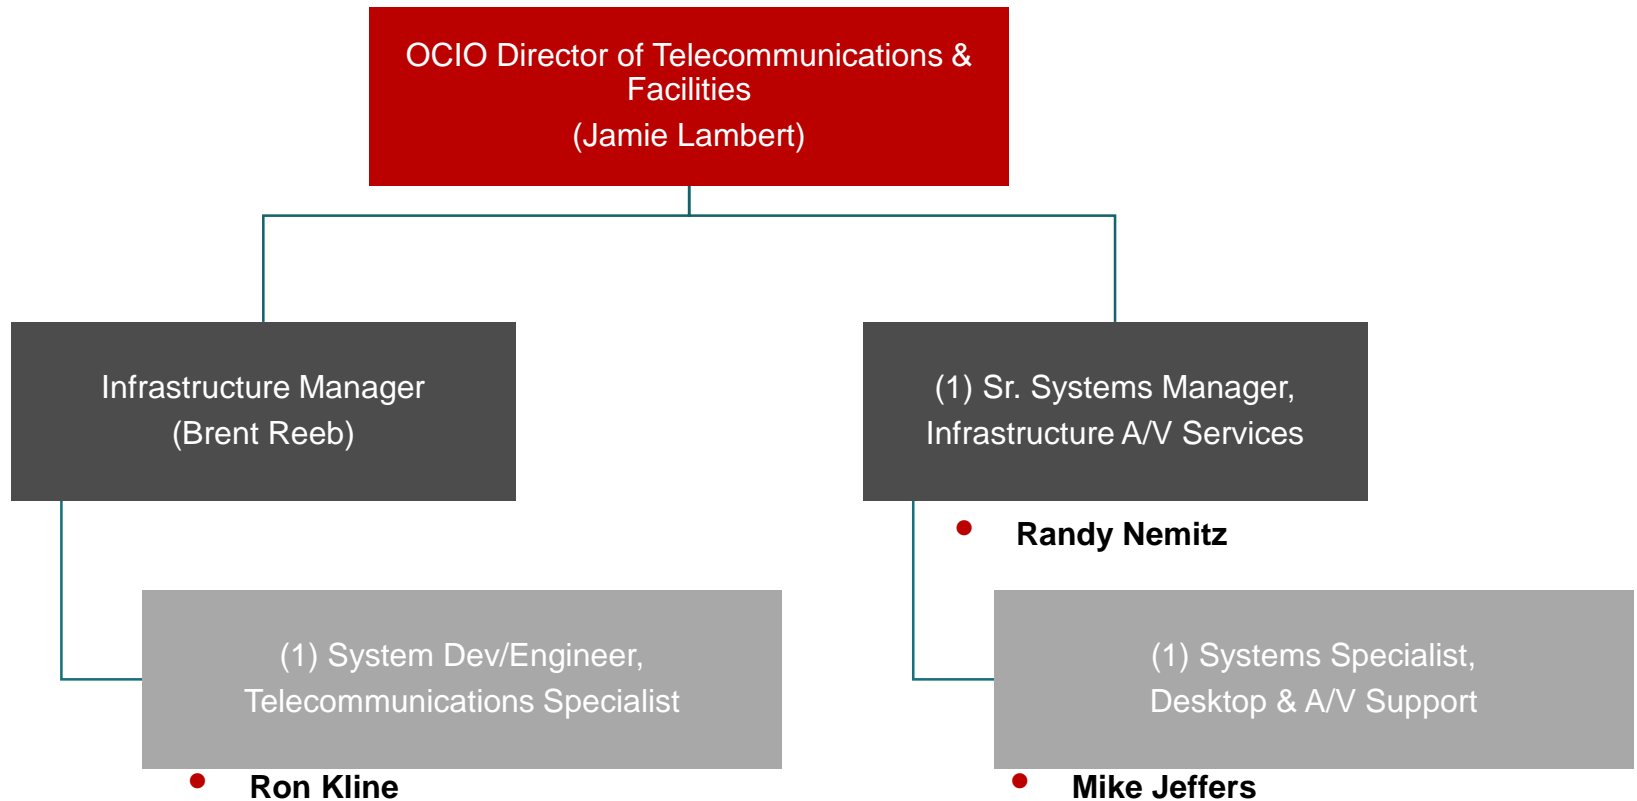 OCIO Director of Telecommunications &
Facilities
(Jamie Lambert)
Infrastructure Manager
(Brent Reeb)
(1) Sr. Systems Manager,
Infrastructure A/V Services
• Randy Nemitz
(1) System Dev/Engineer,
Telecommunications Specialist
• Ron Kline
(1) Systems Specialist,
Desktop & A/V Support
• Mike Jeffers